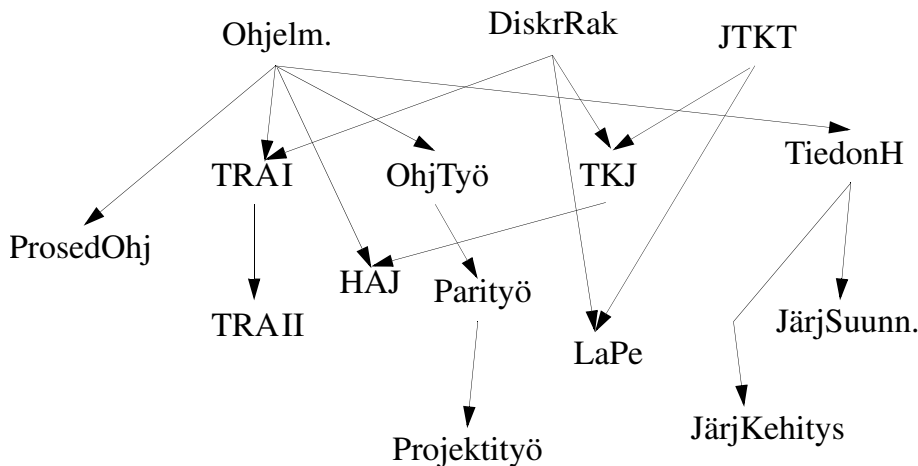 Ohjelm.
DiskrRak
JTKT
TRAI
OhjTyö
TKJ
TiedonH
ProsedOhj
HAJ
Parityö
TRAII
LaPe
JärjSuunn.
Projektityö
JärjKehitys